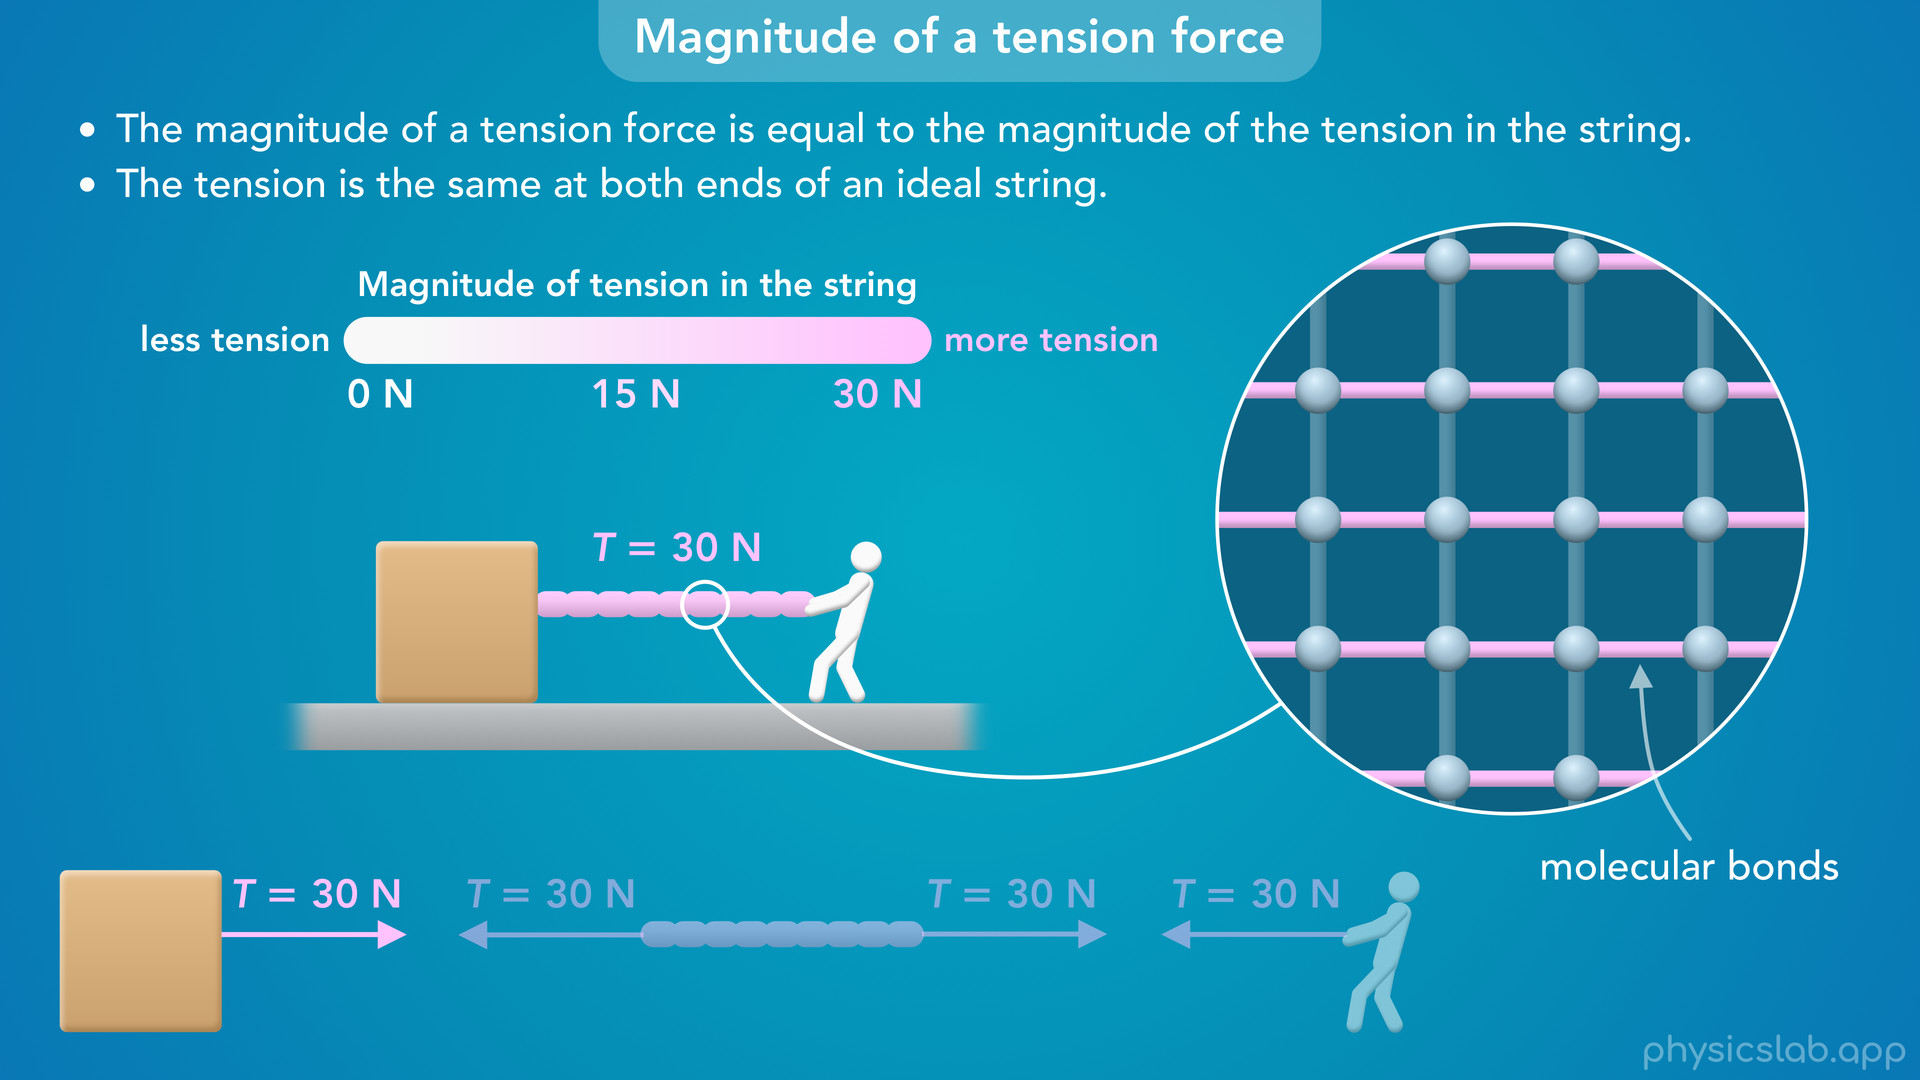 Magnitude of a tension force
• The magnitude of a tension force is equal to the magnitude of the tension in the string.
• The tension is the same at both ends of an ideal string.
Magnitude of tension in the string
less tension
more tension
0 N
15 N
30 N
T = 30 N
molecular bonds
T = 30 N
T = 30 N
T = 30 N
T = 30 N
physicslab.app